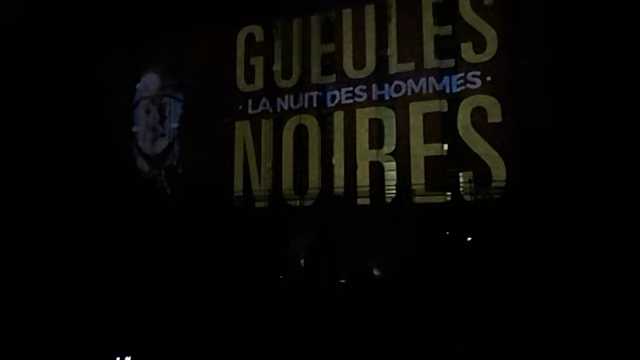 GUEULES
· LA NUIT DES HOMMES ·
NOIRES